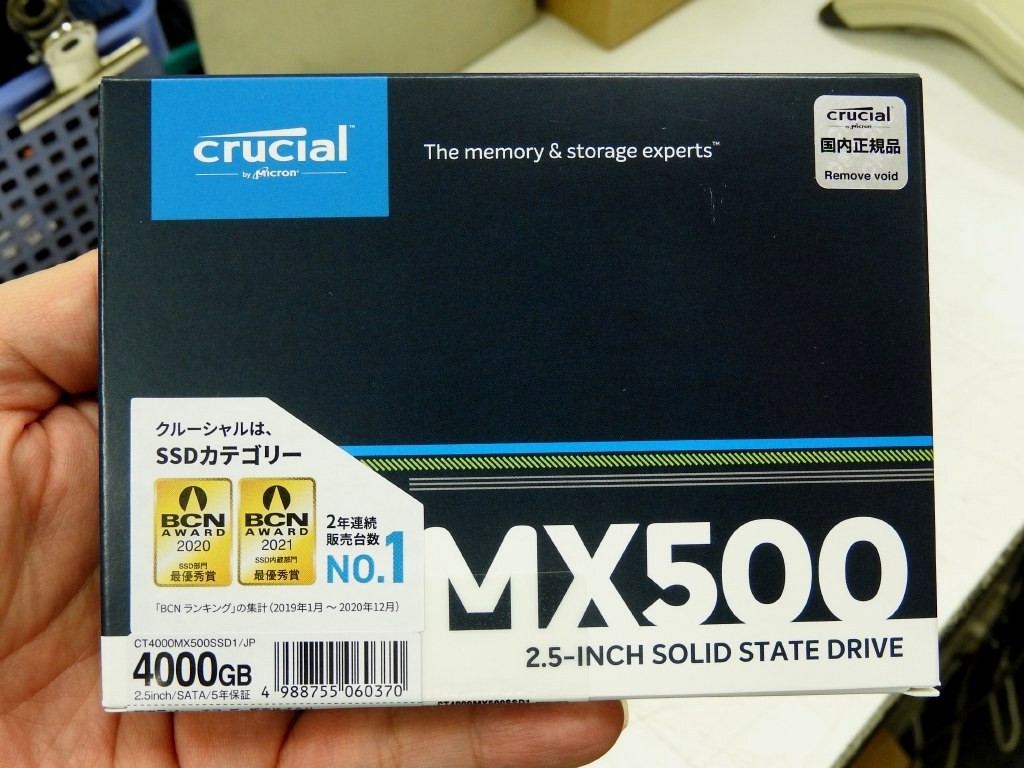 crucial™
by Micron®
The memory & storage experts™
crucial
by Micron
国内正規品
Remove void
クルーシャルは、
SSDカテゴリー
BCN
AWARD
2020
SSD部門
最優秀賞
BCN
AWARD
2021
SSD内蔵部門
最優秀賞
2年連続
販売台数
NO.1
「BCN ランキング」の集計(2019年1月 ～ 2020年12月)
MX500
2.5-INCH SOLID STATE DRIVE
CT4000MX500SSD1/JP
4000GB
2.5inch/SATA/5年保証
4 988755 060370
CT4000MX500SSD1